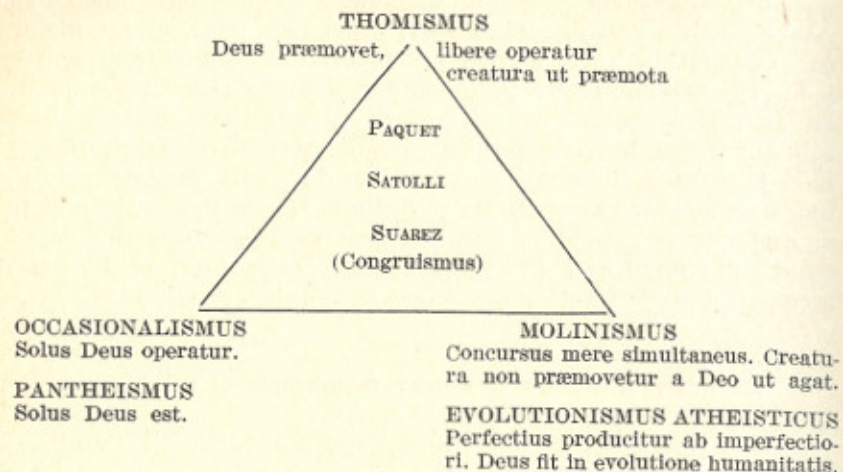 THOMISMUS
Deus præmovet, libere operatur
creatura ut præmota
PAQUET
SATOLLI
SUAREZ
(Congruismus)
OCCASIONALISMUS
Solus Deus operatur.
PANTHEISMUS
Solus Deus est.
MOLINISMUS
Concursus mere simultaneus. Creatu-
ra non præmovetur a Deo ut agat.
EVOLUTIONISMUS ATHEISTICUS
Perfectius producitur ab imperfectio-
ri. Deus fit in evolutione humanitatis.